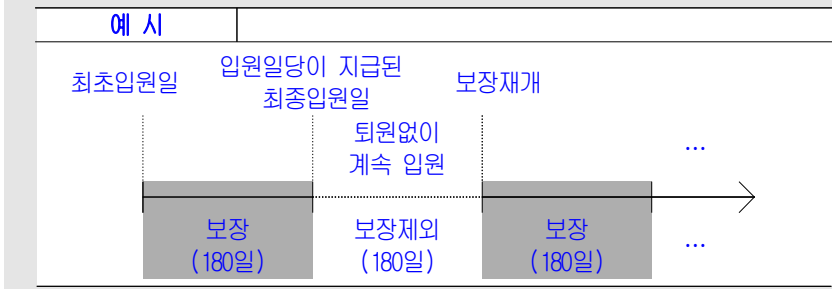 예 시
최초입원일
입원일당이 지급된
최종입원일
보장재개
퇴원없이
계속 입원
...
보장
(180일)
보장제외
(180일)
보장
(180일)
...